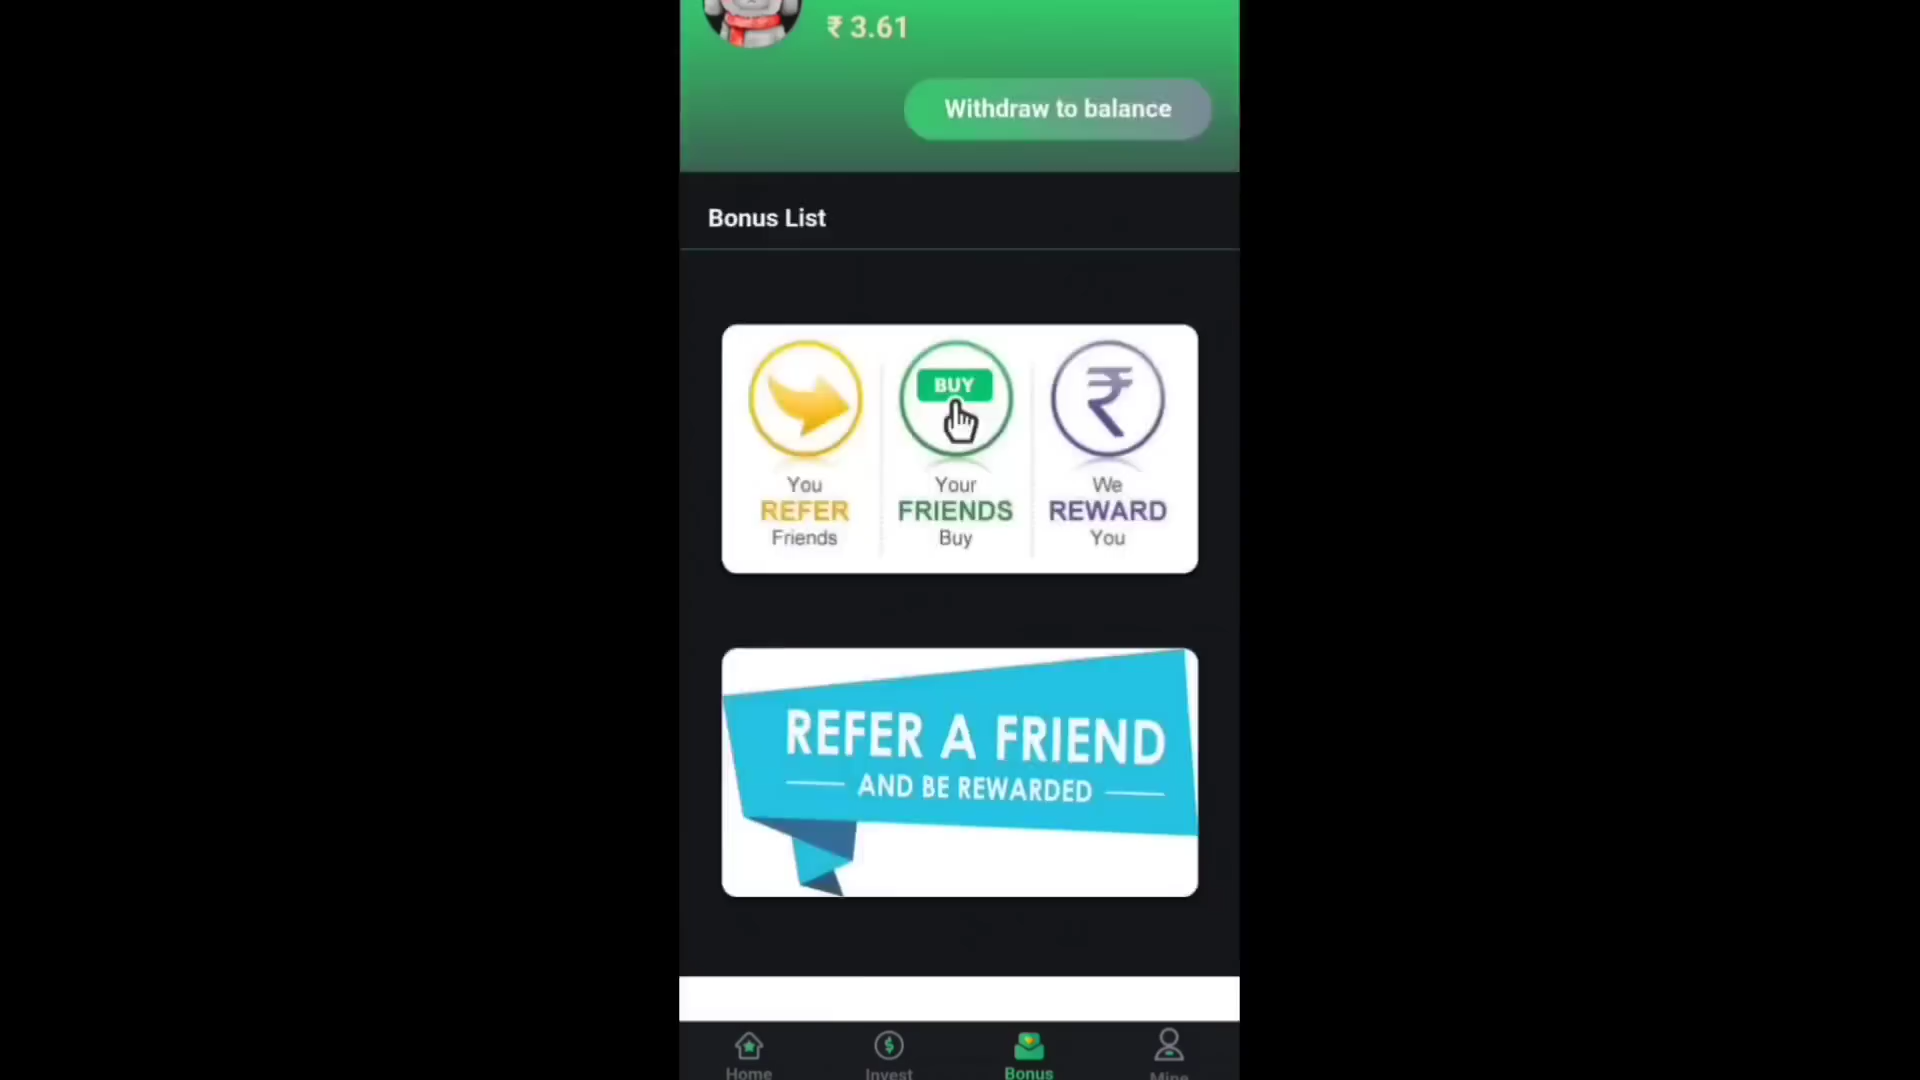 ₹ 3.61
Withdraw to balance
Bonus List
BUY
₹
You
REFER
Friends
Your
FRIENDS
Buy
We
REWARD
You
REFER A FRIEND
AND BE REWARDED
Home
Invest
Bonus
Mine